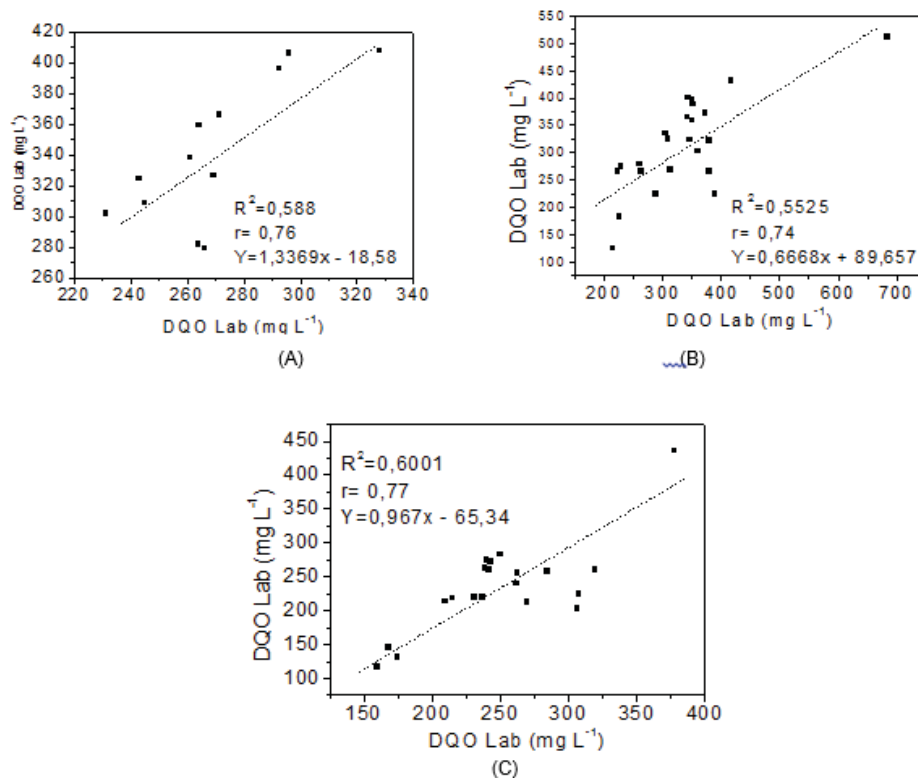 DQO Lab (mg L⁻¹)
420
400
380
360
340
320
300
280
260
220
240
260
280
300
320
340
R²=0,588
r= 0,76
Y=1,3369x - 18,58
DQO Lab (mg L⁻¹)
(A)
DQO Lab (mg L⁻¹)
550
500
450
400
350
300
250
200
150
100
200
300
400
500
600
700
R²=0,5525
r= 0,74
Y=0,6668x + 89,657
DQO Lab (mg L⁻¹)
(B)
DQO Lab (mg L⁻¹)
450
400
350
300
250
200
150
100
150
200
250
300
350
400
R²=0,6001
r= 0,77
Y=0,967x - 65,34
DQO Lab (mg L⁻¹)
(C)